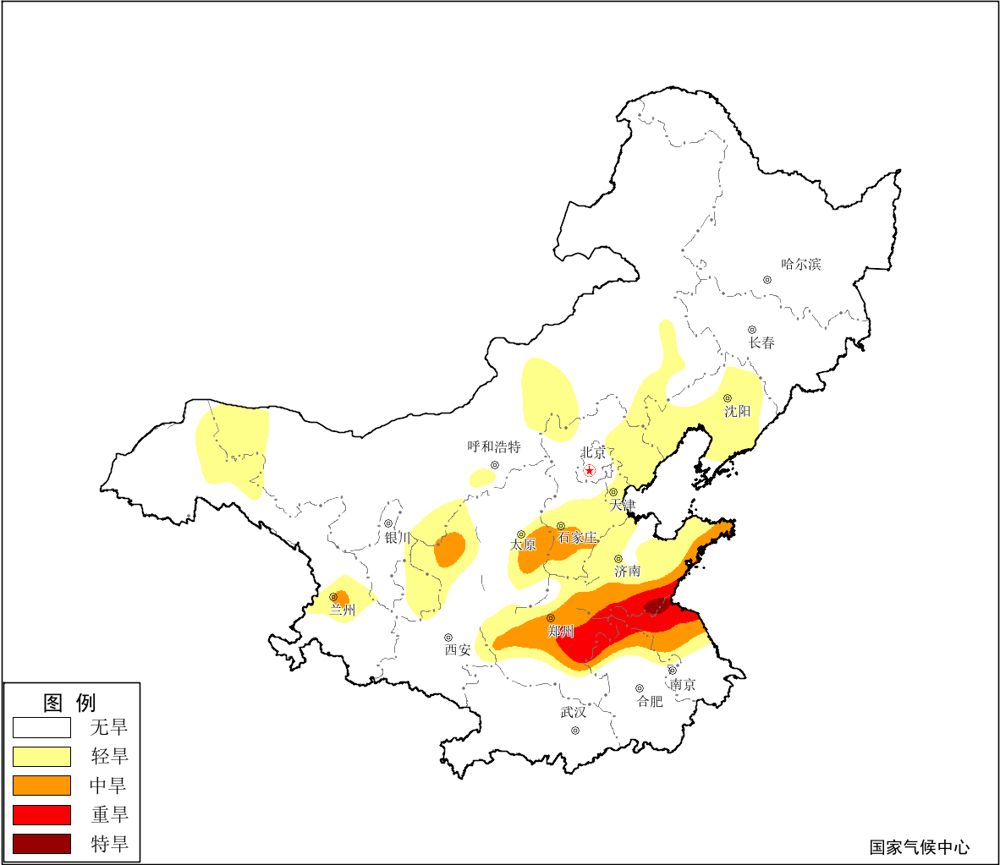 哈尔滨
长春
沈阳
呼和浩特
北京
天津
银川
太原
石家庄
济南
兰州
郑州
西安
南京
合肥
武汉
图 例
无旱
轻旱
中旱
重旱
特旱
国家气候中心